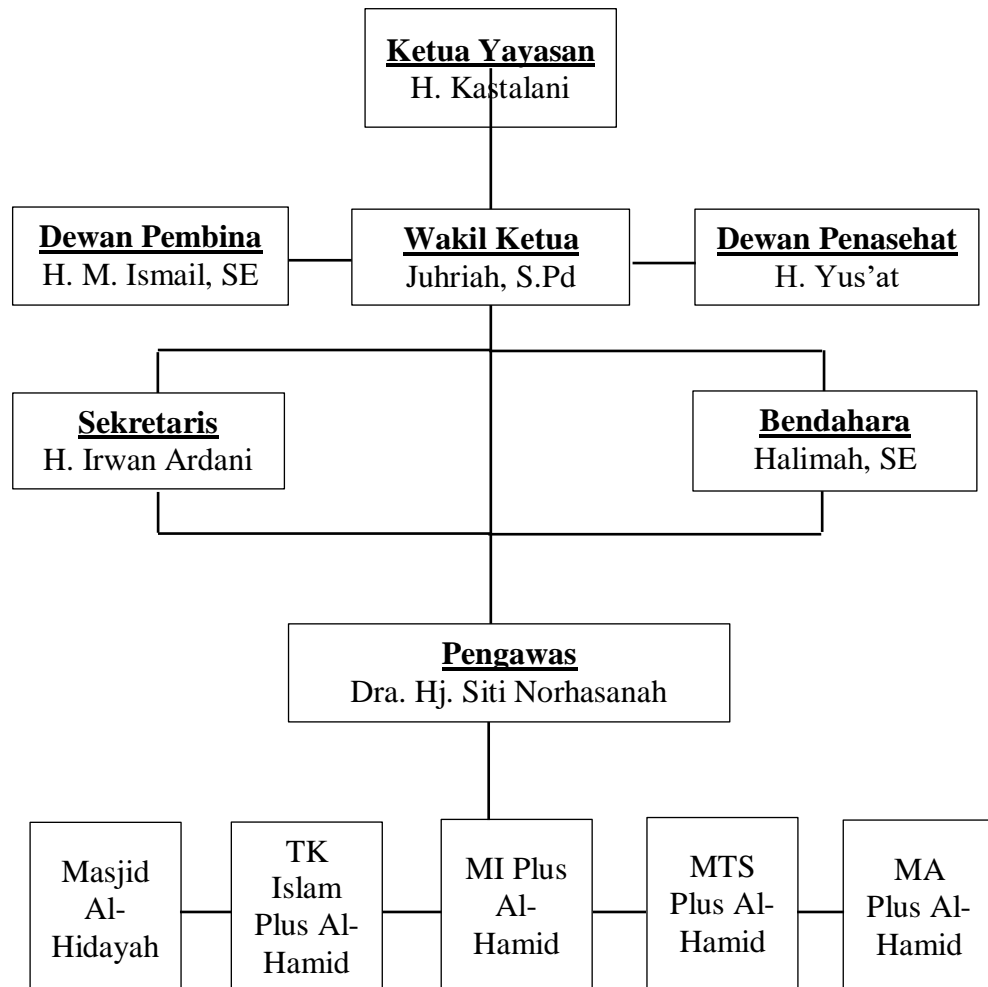 Ketua Yayasan
H. Kastalani
Dewan Pembina
H. M. Ismail, SE
Wakil Ketua
Juhriah, S.Pd
Dewan Penasehat
H. Yus’at
Sekretaris
H. Irwan Ardani
Bendahara
Halimah, SE
Pengawas
Dra. Hj. Siti Norhasanah
Masjid
Al-
Hidayah
TK
Islam
Plus Al-
Hamid
MI Plus
Al-
Hamid
MTS
Plus Al-
Hamid
MA
Plus Al-
Hamid